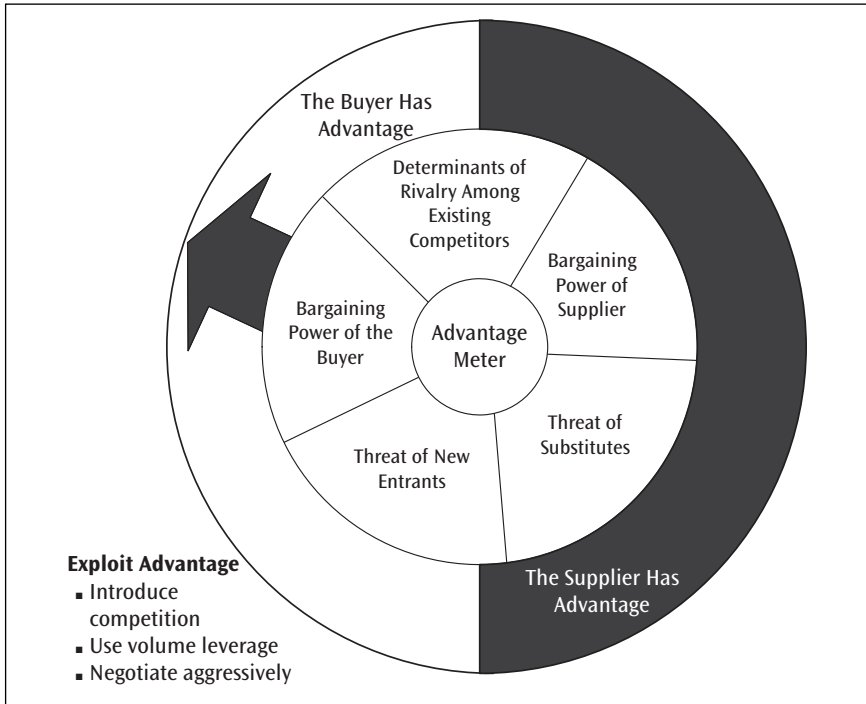 The Buyer Has
Advantage
Determinants of
Rivalry Among
Existing
Competitors
Bargaining
Power of
Supplier
Bargaining
Power of the
Buyer
Advantage
Meter
Threat of
Substitutes
Threat of New
Entrants
The Supplier Has
Advantage
Exploit Advantage
▪ Introduce
competition
▪ Use volume leverage
▪ Negotiate aggressively